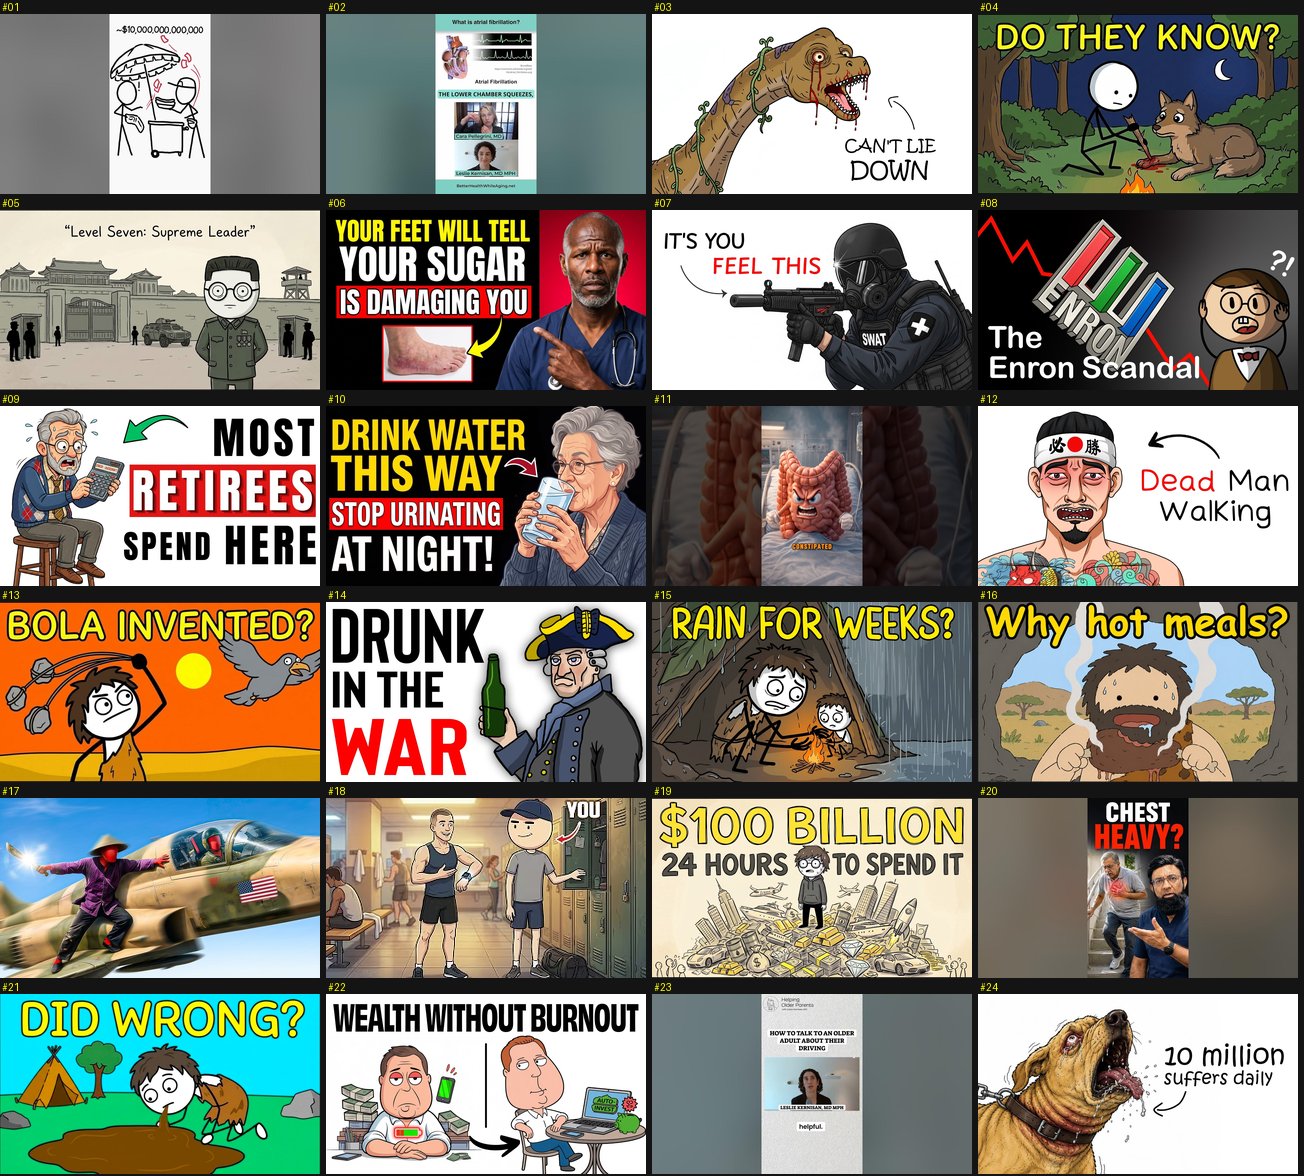 #01
~$10,000,000,000,000
#02
What is atrial fibrillation?
Atrial Fibrillation
THE LOWER CHAMBER SQUEEZES,
Cara Pellegrini, MD
Leslie Kernisan, MD MPH
BetterHealthWhileAging.net
#03
CAN'T LIE
DOWN
#04
DO THEY KNOW?
#05
"Level Seven: Supreme Leader"
#06
YOUR FEET WILL TELL
YOUR SUGAR
IS DAMAGING YOU
#07
IT'S YOU
FEEL THIS
SWAT
#08
ENRON
?!
The
Enron Scandal
#09
MOST
RETIREES
SPEND HERE
#10
DRINK WATER
THIS WAY
STOP URINATING
AT NIGHT!
#11
CONSTIPATED
#12
必 勝
Dead Man
Walking
#13
BOLA INVENTED?
#14
DRUNK
IN THE
WAR
#15
RAIN FOR WEEKS?
#16
Why hot meals?
#17
#18
YOU
#19
$100 BILLION
24 HOURS TO SPEND IT
#20
CHEST
HEAVY?
#21
DID WRONG?
#22
WEALTH WITHOUT BURNOUT
AUTO-
INVEST
#23
Helping
Older Parents
HOW TO TALK TO AN OLDER
ADULT ABOUT THEIR
DRIVING
LESLIE KERNISAN, MD MPH
helpful.
#24
10 million
suffers daily